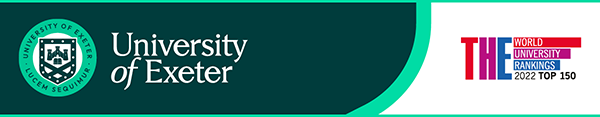 UNIVERSITY OF EXETER
LUCEM SEQUIMUR
University
of Exeter
THE
WORLD
UNIVERSITY
RANKINGS
2022 TOP 150